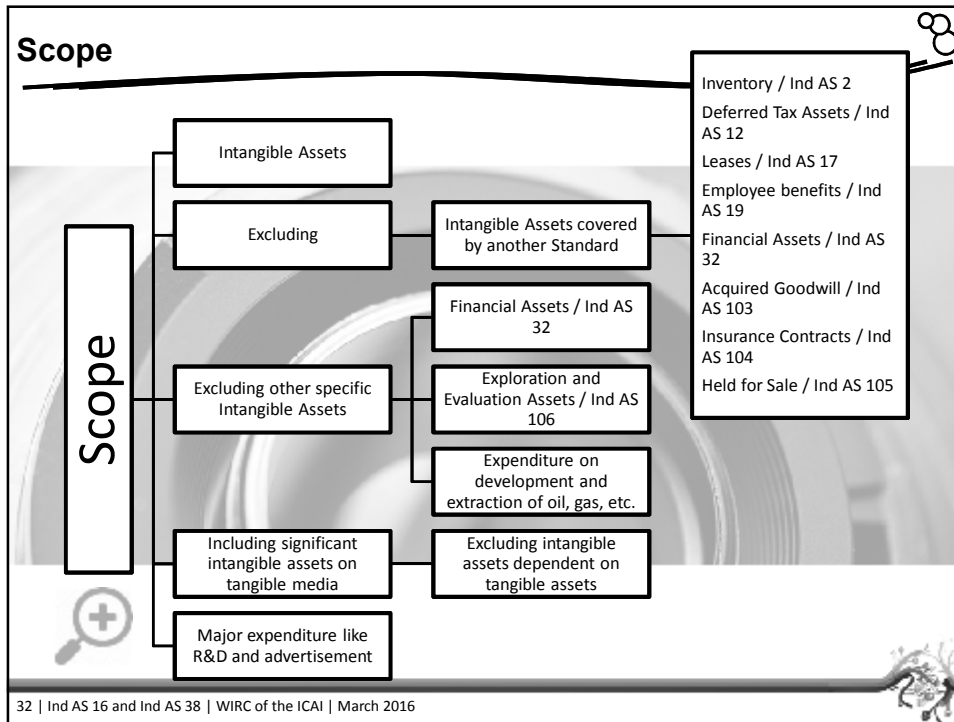 Scope
Inventory / Ind AS 2
Deferred Tax Assets / Ind
AS 12
Leases / Ind AS 17
Employee benefits / Ind
AS 19
Financial Assets / Ind AS
32
Acquired Goodwill / Ind
AS 103
Insurance Contracts / Ind
AS 104
Held for Sale / Ind AS 105
Scope
Intangible Assets
Excluding
Intangible Assets covered
by another Standard
Excluding other specific
Intangible Assets
Financial Assets / Ind AS
32
Exploration and
Evaluation Assets / Ind AS
106
Expenditure on
development and
extraction of oil, gas, etc.
Including significant
intangible assets on
tangible media
Excluding intangible
assets dependent on
tangible assets
Major expenditure like
R&D and advertisement
32 | Ind AS 16 and Ind AS 38 | WIRC of the ICAI | March 2016